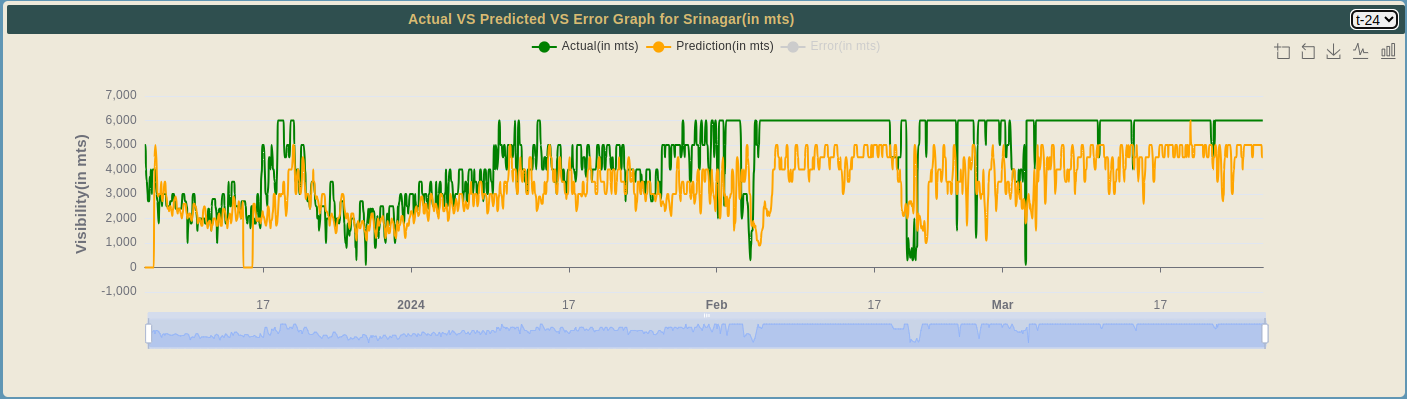 Actual VS Predicted VS Error Graph for Srinagar(in mts)
t-24
Actual(in mts) Prediction(in mts) Error(in mts)
Visibility(in mts)
7,000
6,000
5,000
4,000
3,000
2,000
1,000
0
-1,000
17 2024 17 Feb 17 Mar 17